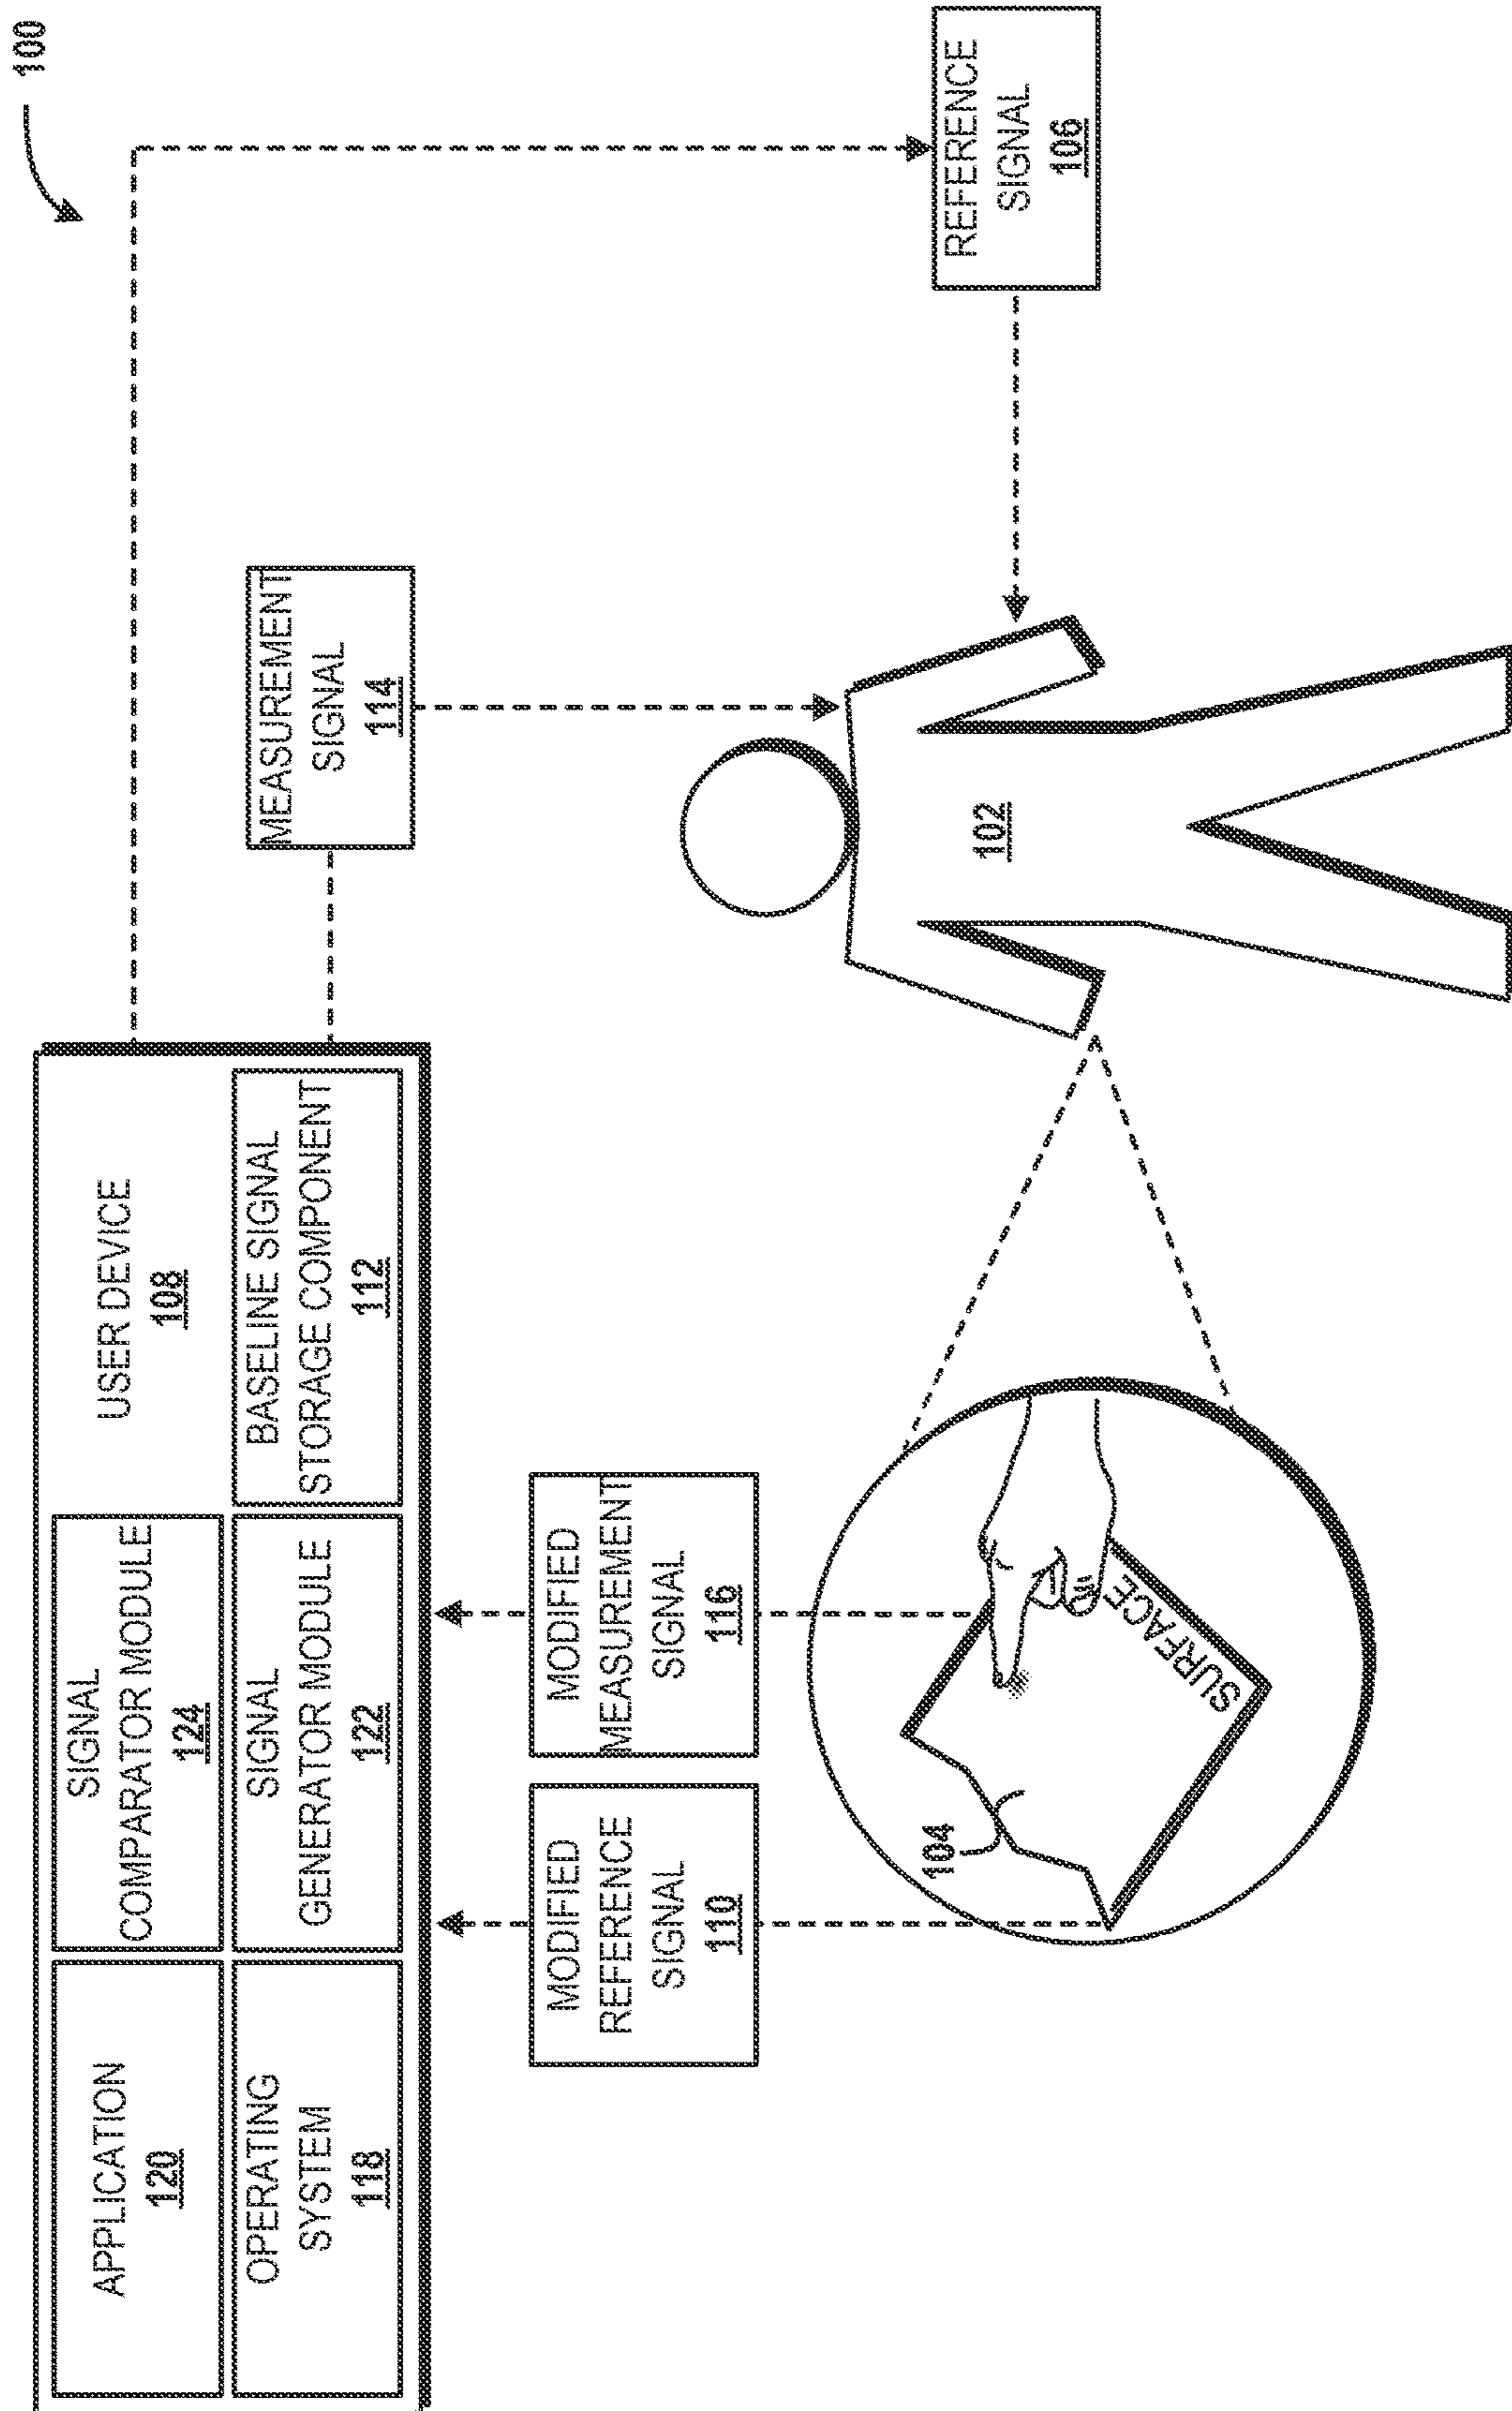 100
APPLICATION
120
SIGNAL
COMPARATOR MODULE
124
USER DEVICE
108
OPERATING
SYSTEM
118
SIGNAL
GENERATOR MODULE
122
BASELINE SIGNAL
STORAGE COMPONENT
112
MEASUREMENT
SIGNAL
114
MODIFIED
REFERENCE
SIGNAL
110
MODIFIED
MEASUREMENT
SIGNAL
116
104
SURFACE
102
REFERENCE
SIGNAL
106